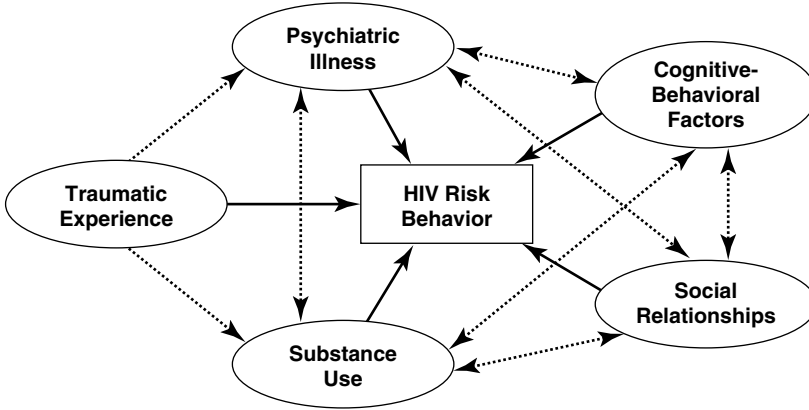 Psychiatric
Illness
Cognitive-
Behavioral
Factors
Traumatic
Experience
HIV Risk
Behavior
Social
Relationships
Substance
Use